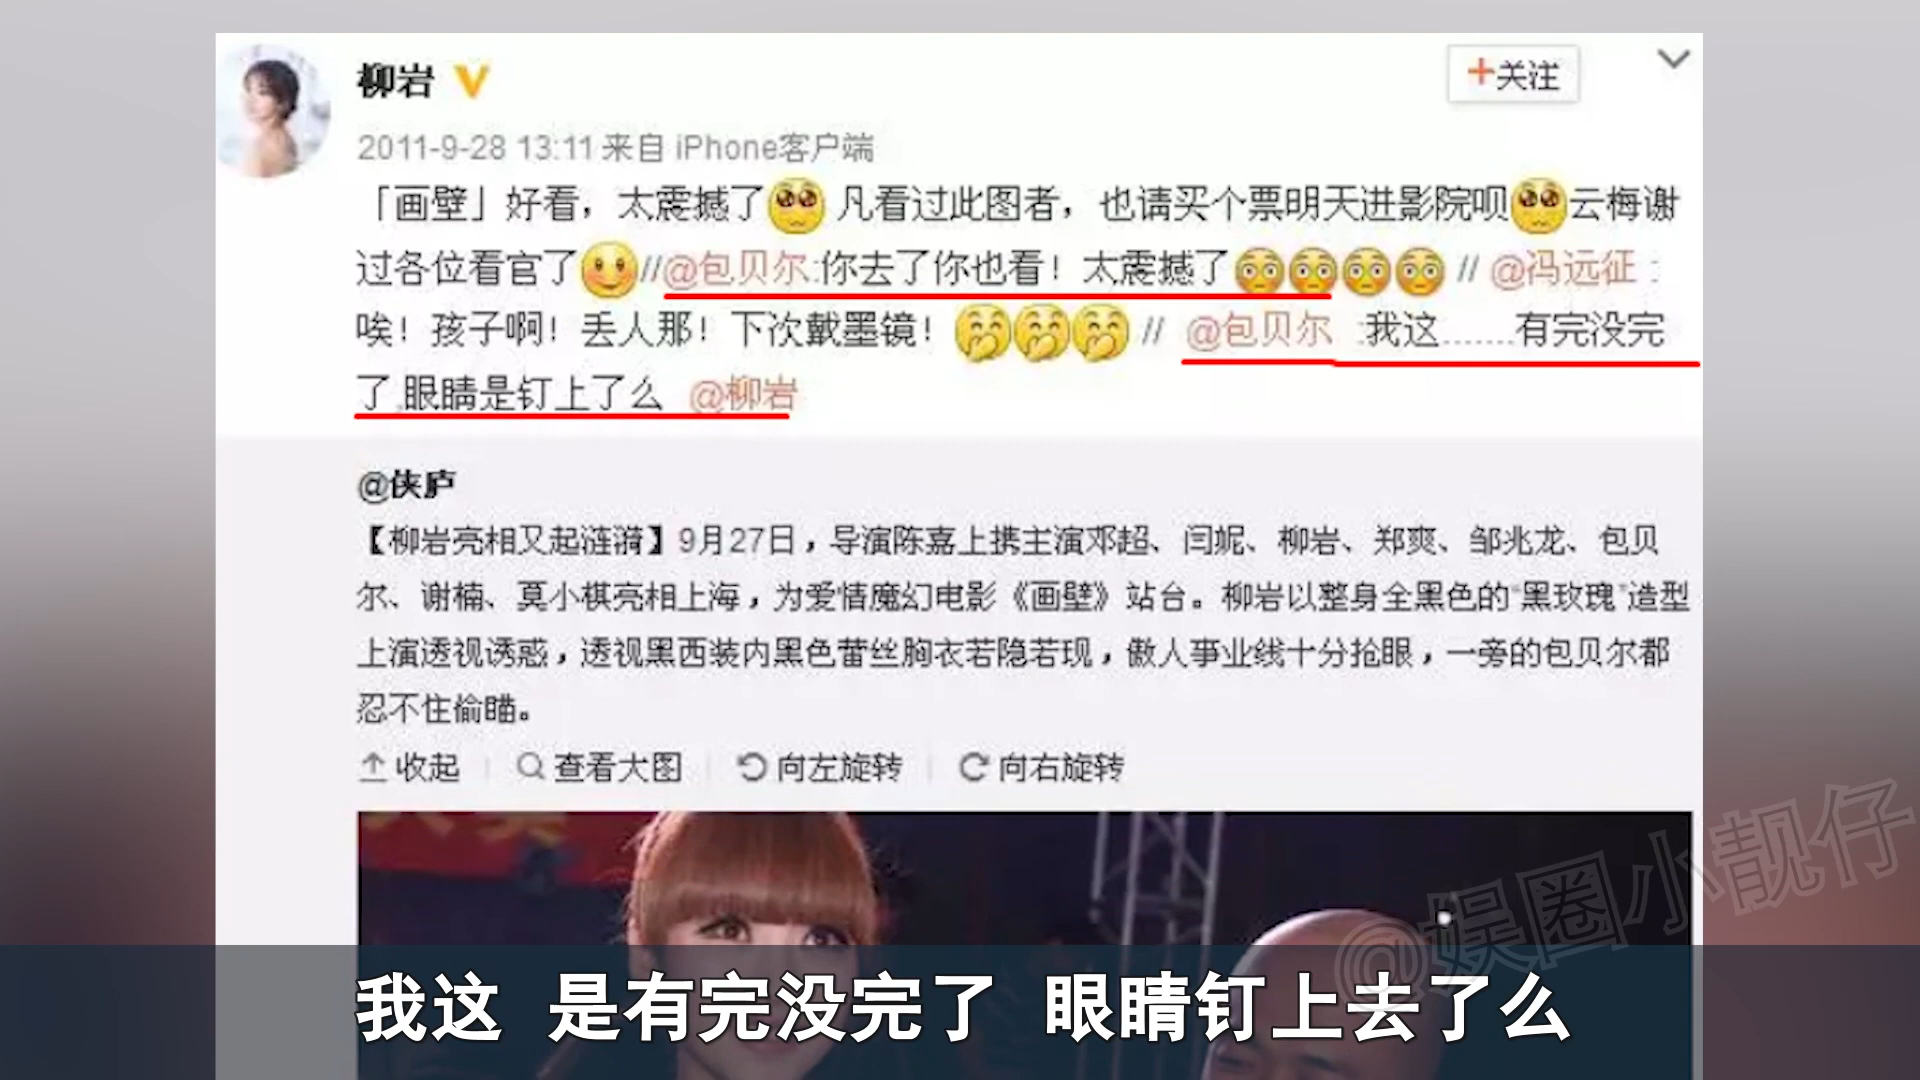 柳岩
+关注
2011-9-28 13:11 来自 iPhone客户端
「画壁」好看，太震撼了 凡看过此图者，也请买个票明天进影院呗 云梅谢
过各位看官了 //@包贝尔:你去了你也看！太震撼了 // @冯远征 :
唉！孩子啊！丢人那！下次戴墨镜！ // @包贝尔 :我这.......有完没完
了,眼睛是钉上了么 @柳岩
@侠庐
【柳岩亮相又起涟漪】9月27日，导演陈嘉上携主演邓超、闫妮、柳岩、郑爽、邹兆龙、包贝
尔、谢楠、莫小棋亮相上海，为爱情魔幻电影《画壁》站台。柳岩以整身全黑色的"黑玫瑰"造型
上演透视诱惑，透视黑西装内黑色蕾丝胸衣若隐若现，傲人事业线十分抢眼，一旁的包贝尔都
忍不住偷瞄。
收起 查看大图 向左旋转 向右旋转
@娱圈小靓仔
我这 是有完没完了 眼睛钉上去了么